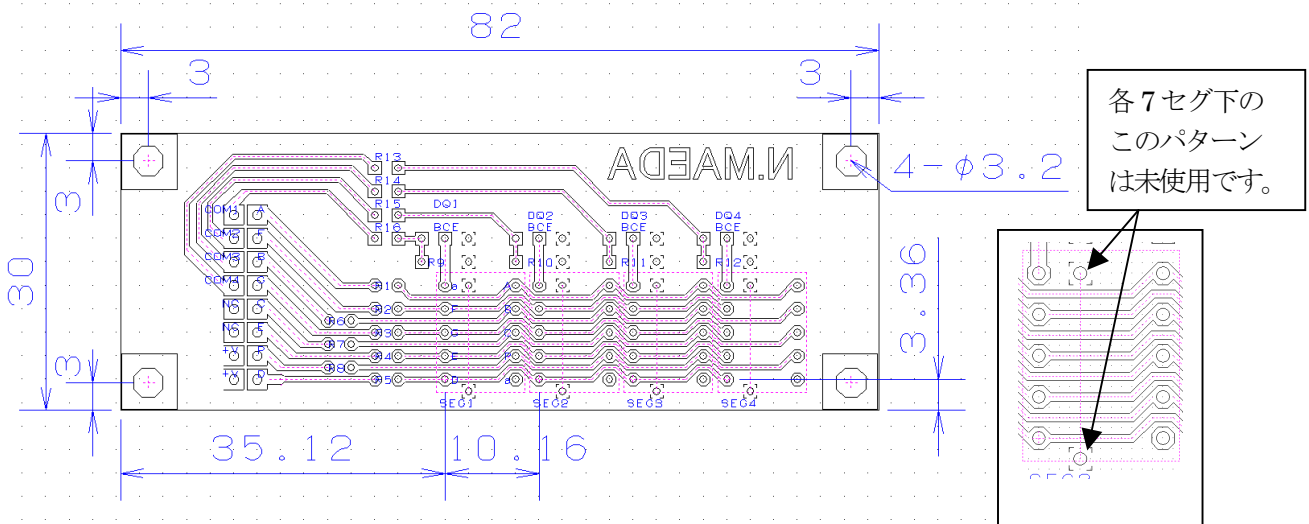 82
3
3
各7セグ下の
このパターン
は未使用です。
R13
N.MAEDA
4-φ3.2
3
R14
R15
DQ1
COM1 A
DQ2
DQ3
DQ4
R16
BCE
BCE
BCE
BCE
COM2 F
COM3 B
R9
R10
R11
R12
COM4 G
R1
a
A
30
3.36
NC C
R2
F
B
R6
NC E
R3
G
C
R7
+V P
R4
E
P
R8
+V D
R5
D
a
3
SEG1
SEG2
SEG3
SEG4
35.12
10.16